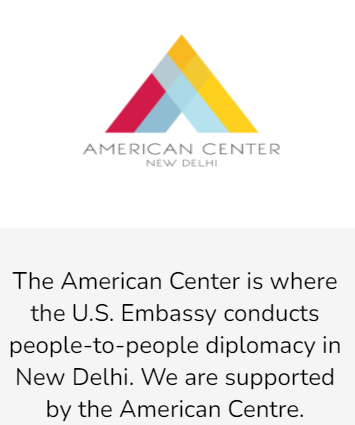 AMERICAN CENTER
NEW DELHI
The American Center is where
the U.S. Embassy conducts
people-to-people diplomacy in
New Delhi. We are supported
by the American Centre.